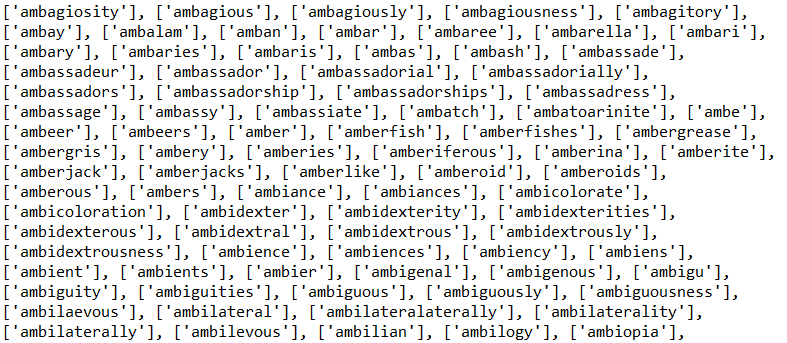 ['ambagiosity'], ['ambagious'], ['ambagiously'], ['ambagiousness'], ['ambagitory'],
['ambay'], ['ambalam'], ['amban'], ['ambar'], ['ambaree'], ['ambarella'], ['ambari'],
['ambary'], ['ambaries'], ['ambaris'], ['ambas'], ['ambash'], ['ambassade'],
['ambassadeur'], ['ambassador'], ['ambassadorial'], ['ambassadorially'],
['ambassadors'], ['ambassadorship'], ['ambassadorships'], ['ambassadress'],
['ambassage'], ['ambassy'], ['ambassiate'], ['ambatch'], ['ambatoarinite'], ['ambe'],
['ambeer'], ['ambeers'], ['amber'], ['amberfish'], ['amberfishes'], ['ambergrease'],
['ambergris'], ['ambery'], ['amberies'], ['amberiferous'], ['amberina'], ['amberite'],
['amberjack'], ['amberjacks'], ['amberlike'], ['amberoid'], ['amberoids'],
['amberous'], ['ambers'], ['ambiance'], ['ambiances'], ['ambicolorate'],
['ambicoloration'], ['ambidexter'], ['ambidexterity'], ['ambidexterities'],
['ambidexterous'], ['ambidextral'], ['ambidextrous'], ['ambidextrously'],
['ambidextrousness'], ['ambience'], ['ambiences'], ['ambiency'], ['ambiens'],
['ambient'], ['ambients'], ['ambier'], ['ambigenal'], ['ambigenous'], ['ambigu'],
['ambiguity'], ['ambiguities'], ['ambiguous'], ['ambiguously'], ['ambiguousness'],
['ambilaevous'], ['ambilateral'], ['ambilateralaterally'], ['ambilaterality'],
['ambilaterally'], ['ambilevous'], ['ambilian'], ['ambilogy'], ['ambiopia'],